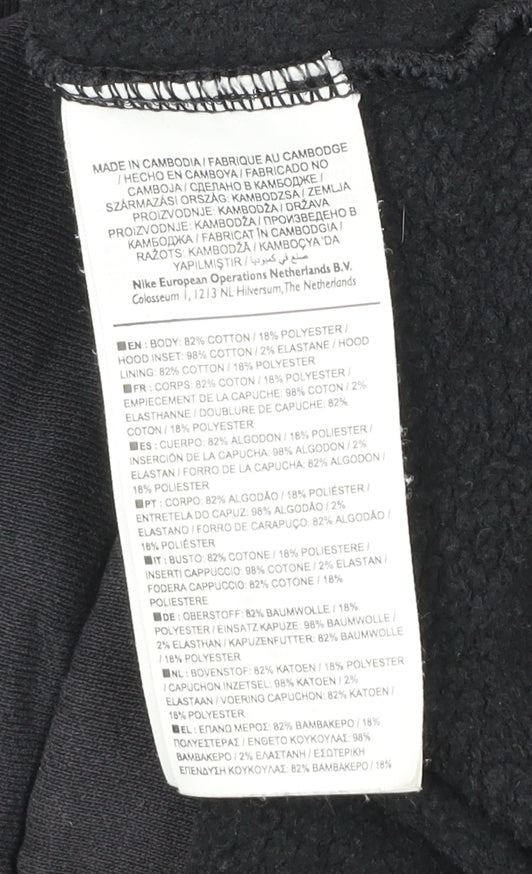 MADE IN CAMBODIA / FABRIQUE AU CAMBODGE
/ HECHO EN CAMBOYA / FABRICADO NO
CAMBOJA / СДЕЛАНО В КАМБОДЖЕ /
SZÁRMAZÁSI ORSZÁG: KAMBODZSA / ZEMLJA
PROIZVODNJE: KAMBODŽA / DRŽAVA
PROIZVODNJE: KAMBODŽA / ПРОИЗВЕДЕНО В
КАМБОДЖА / FABRICAT ÎN CAMBODGIA /
RAŽOTS: KAMBODŽĀ / KAMBOÇYA 'DA
YAPILMIŞTIR / صنع في كمبوديا
Nike European Operations Netherlands B.V.
Colosseum 1, 1213 NL Hilversum, The Netherlands
EN : BODY: 82% COTTON / 18% POLYESTER /
HOOD INSET: 98% COTTON / 2% ELASTANE / HOOD
LINING: 82% COTTON / 18% POLYESTER
FR : CORPS: 82% COTON / 18% POLYESTER /
EMPIECEMENT DE LA CAPUCHE: 98% COTON / 2%
ELASTHANNE / DOUBLURE DE CAPUCHE: 82%
COTON / 18% POLYESTER
ES : CUERPO: 82% ALGODON / 18% POLIESTER /
INSERCIÓN DE LA CAPUCHA: 98% ALGODON / 2%
ELASTAN / FORRO DE LA CAPUCHA: 82% ALGODON /
18% POLIESTER
PT : CORPO: 82% ALGODÃO / 18% POLIÉSTER /
ENTRETELA DO CAPUZ: 98% ALGODÃO / 2%
ELASTANO / FORRO DE CARAPUÇO: 82% ALGODÃO /
18% POLIÉSTER
IT : BUSTO: 82% COTONE / 18% POLIESTERE /
INSERTI CAPPUCCIO: 98% COTONE / 2% ELASTAN /
FODERA CAPPUCCIO: 82% COTONE / 18%
POLIESTERE
DE : OBERSTOFF: 82% BAUMWOLLE / 18%
POLYESTER / EINSATZ KAPUZE: 98% BAUMWOLLE /
2% ELASTHAN / KAPUZENFUTTER: 82% BAUMWOLLE
/ 18% POLYESTER
NL : BOVENSTOF: 82% KATOEN / 18% POLYESTER
/ CAPUCHON INZETSEL: 98% KATOEN / 2%
ELASTAAN / VOERING CAPUCHON: 82% KATOEN /
18% POLYESTER
EL : ΕΠΑΝΩ ΜΕΡΟΣ: 82% ΒΑΜΒΑΚΕΡΟ / 18%
ΠΟΛΥΕΣΤΕΡΑΣ / ΕΝΘΕΤΟ ΚΟΥΚΟΥΛΑΣ: 98%
ΒΑΜΒΑΚΕΡΟ / 2% ΕΛΑΣΤΑΝΗ / ΕΣΩΤΕΡΙΚΗ
ΕΠΕΝΔΥΣΗ ΚΟΥΚΟΥΛΑΣ: 82% ΒΑΜΒΑΚΕΡΟ / 18%